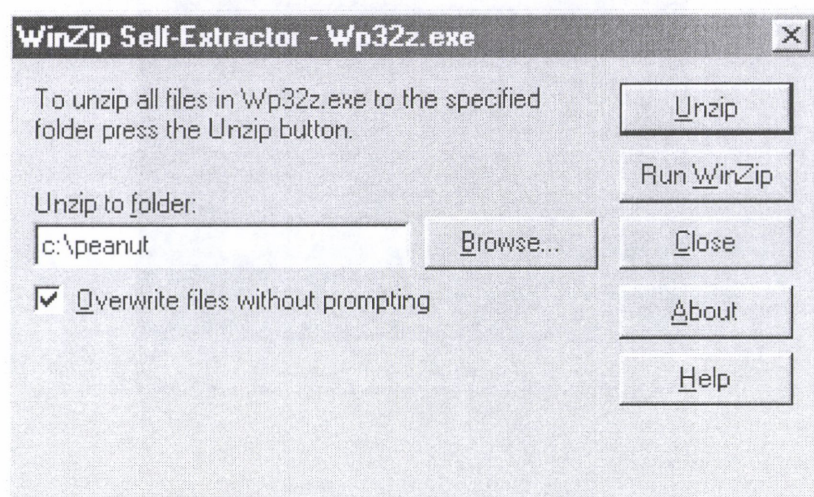 WinZip Self-Extractor - Wp32z.exe
To unzip all files in Wp32z.exe to the specified
folder press the Unzip button.
Unzip to folder:
c:\peanut
Browse...
Overwrite files without prompting
Unzip
Run WinZip
Close
About
Help